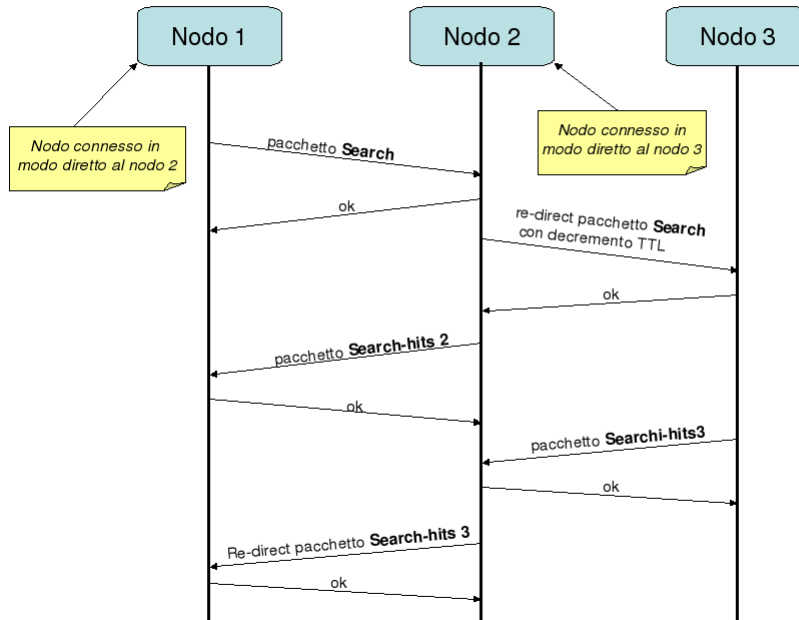 Nodo 1
Nodo 2
Nodo 3
Nodo connesso in
modo diretto al nodo 2
Nodo connesso in
modo diretto al nodo 3
pacchetto Search
ok
re-direct pacchetto Search
con decremento TTL
ok
pacchetto Search-hits 2
ok
pacchetto Searchi-hits3
ok
Re-direct pacchetto Search-hits 3
ok